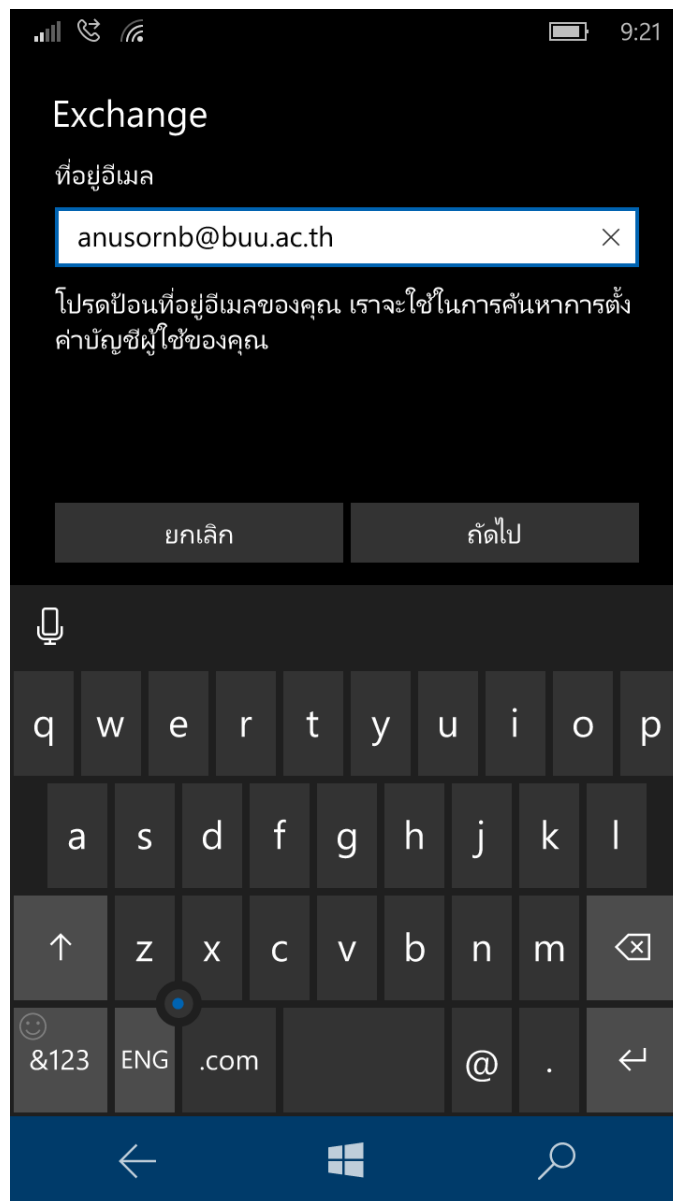 9:21
Exchange
ที่อยู่อีเมล
anusornb@buu.ac.th
โปรดป้อนที่อยู่อีเมลของคุณ เราจะใช้ในการค้นหาการตั้ง
ค่าบัญชีผู้ใช้ของคุณ
ยกเลิก ถัดไป
q w e r t y u i o p
a s d f g h j k l
z x c v b n m
&123 ENG .com @ .